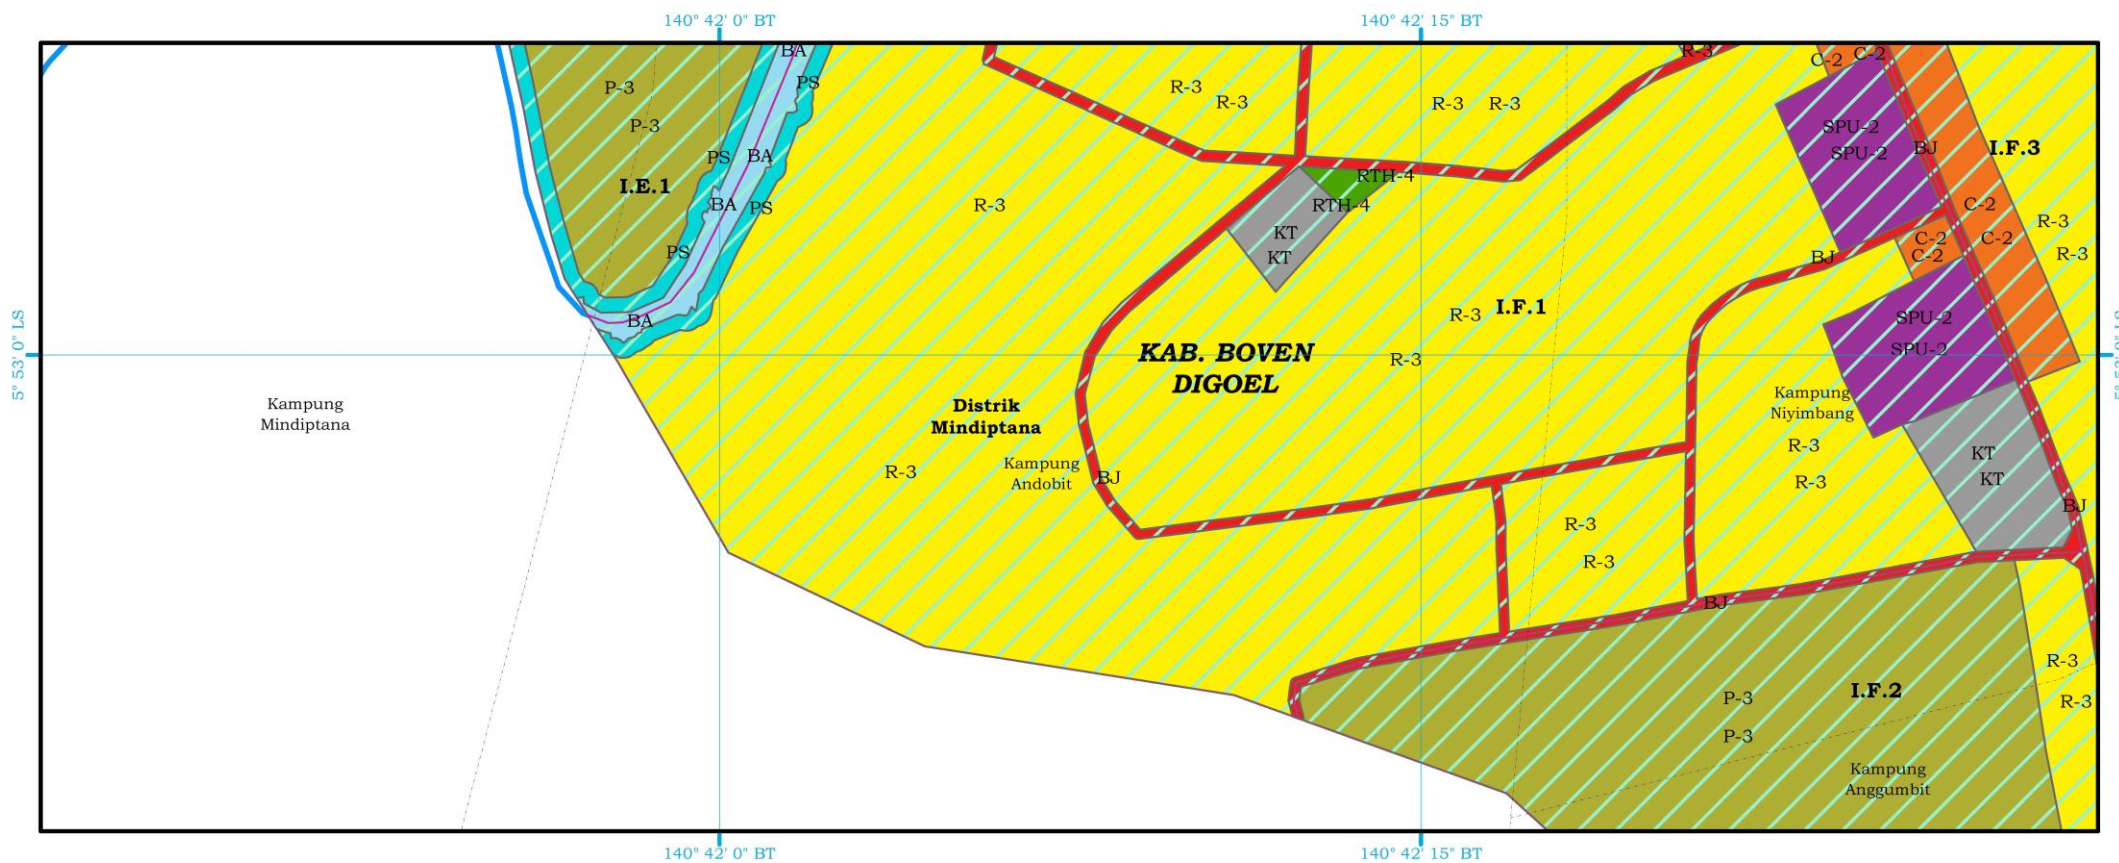 140° 42' 0" BT
140° 42' 15" BT
BA
R-3
C-2
C-2
P-3
PS
R-3
R-3
R-3
R-3
P-3
SPU-2
SPU-2
PS
BA
BJ
I.F.3
I.E.1
RTH-4
BA
PS
R-3
RTH-4
C-2
R-3
KT
C-2
C-2
PS
KT
BJ
C-2
R-3
BA
R-3
I.F.1
SPU-2
5° 53' 0" LS
KAB. BOVEN
DIGOEL
R-3
SPU-2
Kampung
Mindiptana
Distrik
Mindiptana
Kampung
Niyimbang
R-3
Kampung
Andobit
R-3
BJ
KT
KT
R-3
BJ
R-3
R-3
BJ
R-3
P-3
I.F.2
R-3
P-3
Kampung
Anggumbit
140° 42' 0" BT
140° 42' 15" BT